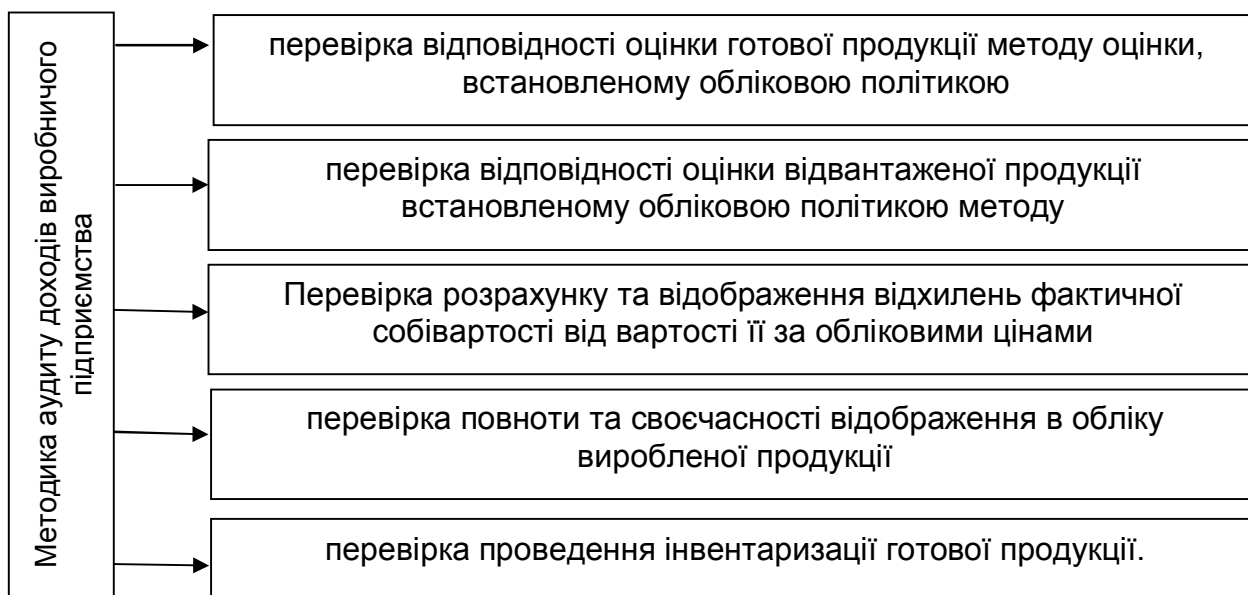 Методика аудиту доходів виробничого
підприємства
перевірка відповідності оцінки готової продукції методу оцінки,
встановленому обліковою політикою
перевірка відповідності оцінки відвантаженої продукції
встановленому обліковою політикою методу
Перевірка розрахунку та відображення відхилень фактичної
собівартості від вартості її за обліковими цінами
перевірка повноти та своєчасності відображення в обліку
виробленої продукції
перевірка проведення інвентаризації готової продукції.